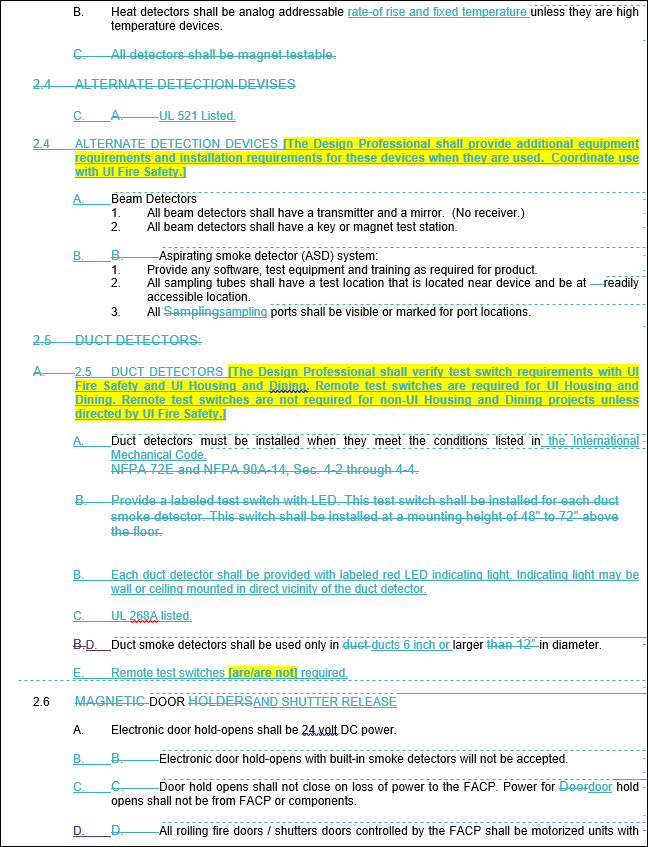 B. Heat detectors shall be analog addressable rate-of rise and fixed temperature unless they are high
temperature devices.
C. All detectors shall be magnet testable.
2.4 ALTERNATE DETECTION DEVISES
C. A. UL 521 Listed.
2.4 ALTERNATE DETECTION DEVICES [The Design Professional shall provide additional equipment
requirements and installation requirements for these devices when they are used. Coordinate use
with UI Fire Safety.]
A. Beam Detectors
1. All beam detectors shall have a transmitter and a mirror. (No receiver.)
2. All beam detectors shall have a key or magnet test station.
B. B. Aspirating smoke detector (ASD) system:
1. Provide any software, test equipment and training as required for product.
2. All sampling tubes shall have a test location that is located near device and be at readily
accessible location.
3. All Samplingsampling ports shall be visible or marked for port locations.
2.5 DUCT DETECTORS:
A. 2.5 DUCT DETECTORS [The Design Professional shall verify test switch requirements with UI
Fire Safety and UI Housing and Dining. Remote test switches are required for UI Housing and
Dining. Remote test switches are not required for non-UI Housing and Dining projects unless
directed by UI Fire Safety.]
A. Duct detectors must be installed when they meet the conditions listed in the International
Mechanical Code.
NFPA 72E and NFPA 90A-14, Sec. 4-2 through 4-4.
B. Provide a labeled test switch with LED. This test switch shall be installed for each duct
smoke detector. This switch shall be installed at a mounting height of 48" to 72" above
the floor.
B. Each duct detector shall be provided with labeled red LED indicating light. Indicating light may be
wall or ceiling mounted in direct vicinity of the duct detector.
C. UL 268A listed.
B.D. Duct smoke detectors shall be used only in duct ducts 6 inch or larger than 12" in diameter.
E. Remote test switches [are/are not] required.
2.6 MAGNETIC DOOR HOLDERSAND SHUTTER RELEASE
A. Electronic door hold-opens shall be 24 volt DC power.
B. B. Electronic door hold-opens with built-in smoke detectors will not be accepted.
C. C. Door hold opens shall not close on loss of power to the FACP. Power for Doordoor hold
opens shall not be from FACP or components.
D. D. All rolling fire doors / shutters doors controlled by the FACP shall be motorized units with